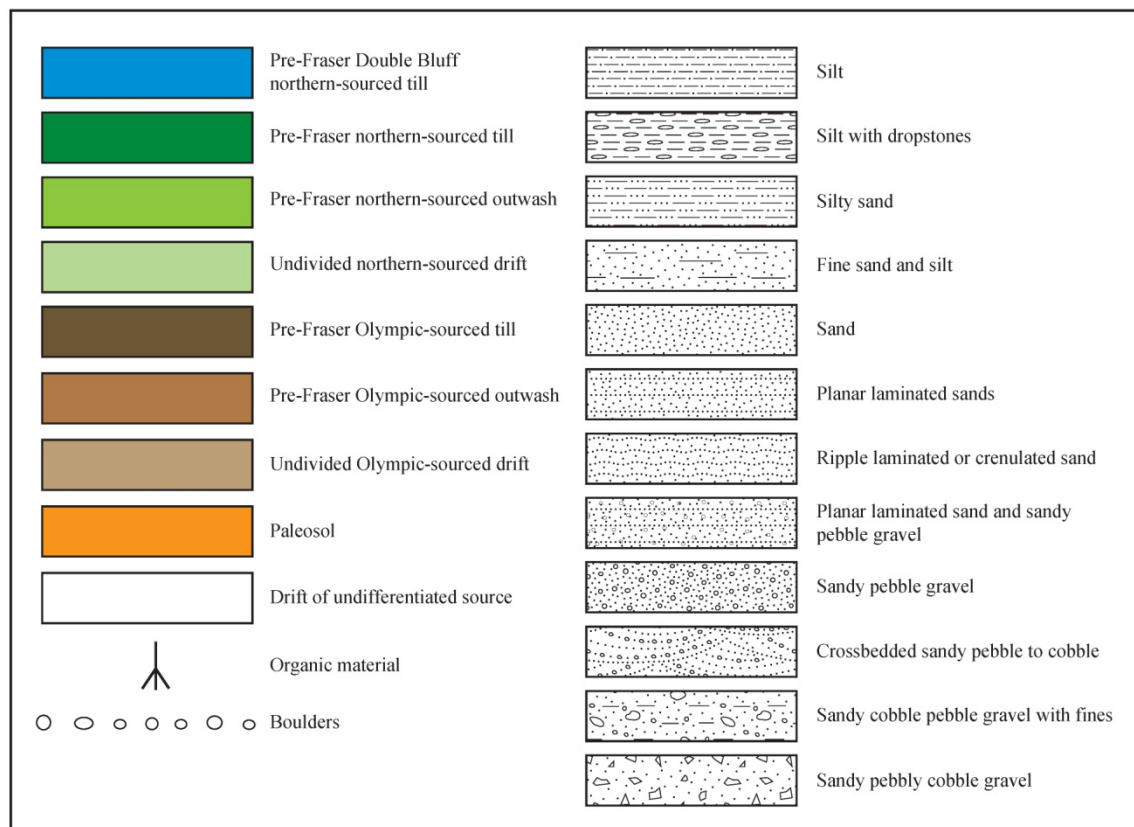 Pre-Fraser Double Bluff
northern-sourced till
Pre-Fraser northern-sourced till
Pre-Fraser northern-sourced outwash
Undivided northern-sourced drift
Pre-Fraser Olympic-sourced till
Pre-Fraser Olympic-sourced outwash
Undivided Olympic-sourced drift
Paleosol
Drift of undifferentiated source
Organic material
Boulders
Silt
Silt with dropstones
Silty sand
Fine sand and silt
Sand
Planar laminated sands
Ripple laminated or crenulated sand
Planar laminated sand and sandy
pebble gravel
Sandy pebble gravel
Crossbedded sandy pebble to cobble
Sandy cobble pebble gravel with fines
Sandy pebbly cobble gravel